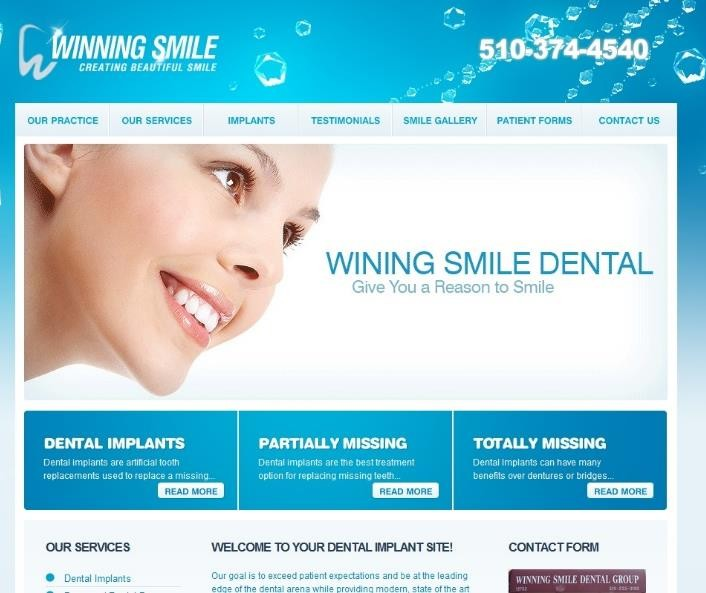 WINNING SMILE
CREATING BEAUTIFUL SMILE
510-374-4540
OUR PRACTICE
OUR SERVICES
IMPLANTS
TESTIMONIALS
SMILE GALLERY
PATIENT FORMS
CONTACT US
WINING SMILE DENTAL
Give You a Reason to Smile
DENTAL IMPLANTS
Dental implants are artificial tooth
replacements used to replace a missing...
READ MORE
PARTIALLY MISSING
Dental implants are the best treatment
option for replacing missing teeth...
READ MORE
TOTALLY MISSING
Dental Implants can have many
benefits over dentures or bridges...
READ MORE
OUR SERVICES
Dental Implants
WELCOME TO YOUR DENTAL IMPLANT SITE!
Our goal is to exceed patient expectations and be at the leading
edge of the dental arena while providing modern, state of the art
CONTACT FORM
WINNING SMILE DENTAL GROUP